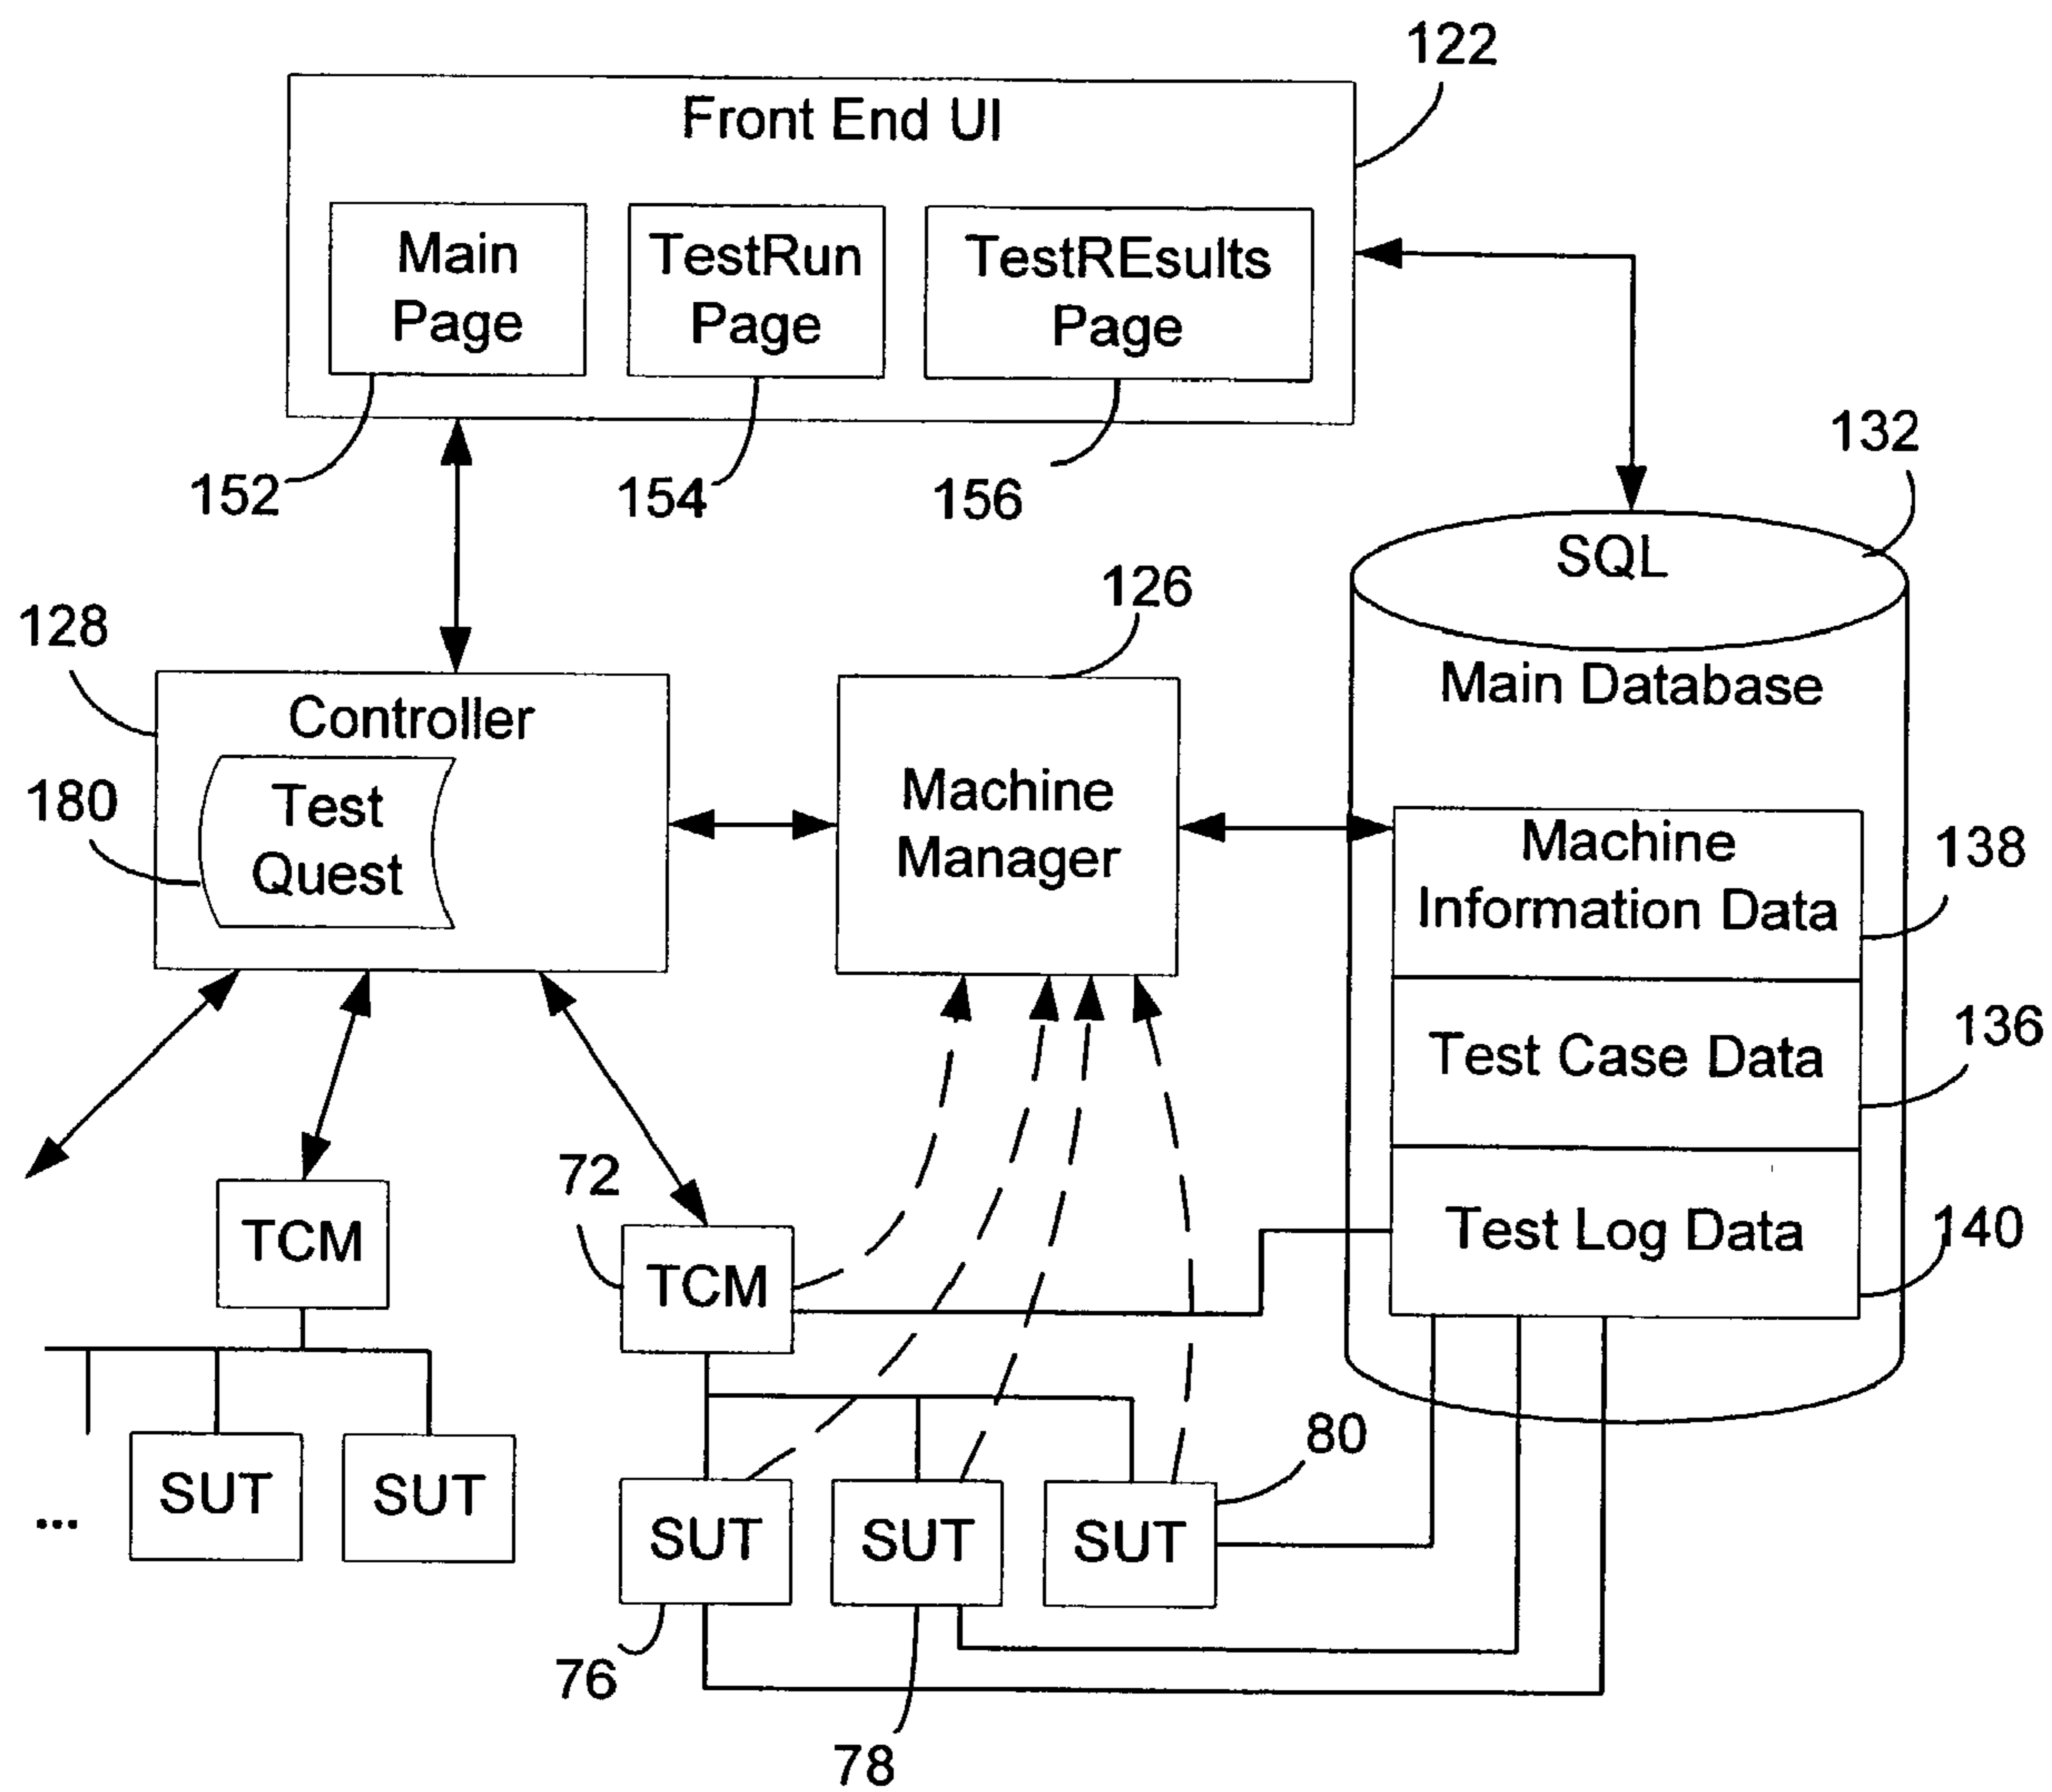 122
Front End UI
Main
Page
TestRun
Page
TestREsults
Page
152
154
156
132
SQL
Main Database
128
Controller
180
Test
Quest
126
Machine
Manager
Machine
Information Data
138
Test Case Data
136
Test Log Data
140
TCM
72
TCM
80
...
SUT
SUT
SUT
SUT
SUT
76
78